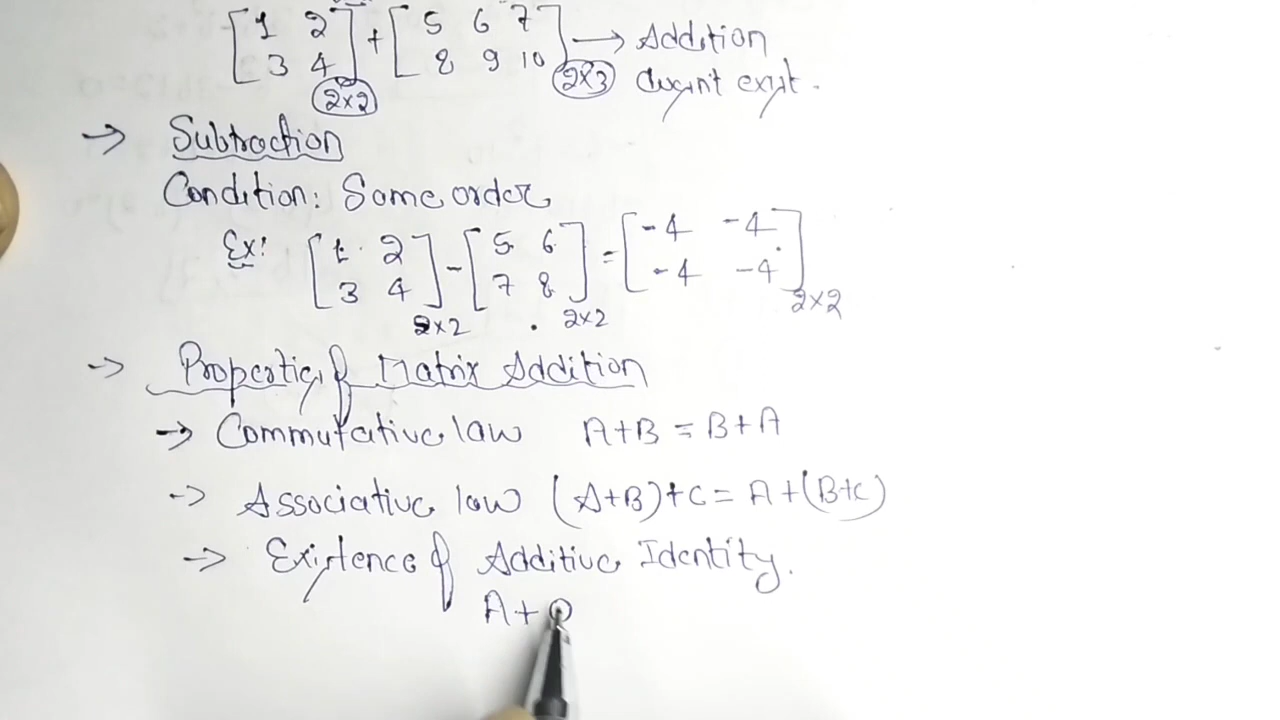 [1 2 3 4] + [5 6 7 8 9 10] → Addition
2×2 2×3 doesn't exist.
→ Subtraction
Condition: Same order
Ex: [1 2 3 4] 2×2 - [5 6 7 8] 2×2 = [-4 -4 -4 -4] 2×2
→ Properties of Matrix Addition
→ Commutative law A+B = B+A
→ Associative law (A+B)+C = A+(B+C)
→ Existence of Additive Identity.
A+O